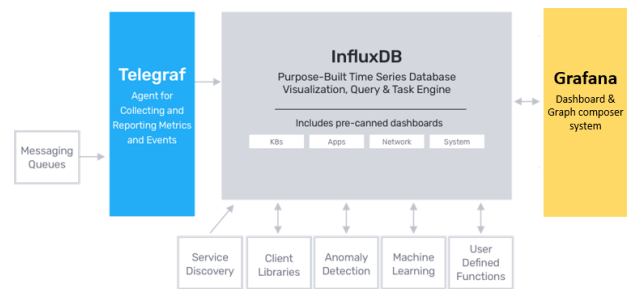 Messaging
Queues
Telegraf
Agent for
Collecting and
Reporting Metrics
and Events
InfluxDB
Purpose-Built Time Series Database
Visualization, Query & Task Engine
Includes pre-canned dashboards
K8s
Apps
Network
System
Grafana
Dashboard &
Graph composer
system
Service
Discovery
Client
Libraries
Anomaly
Detection
Machine
Learning
User
Defined
Functions